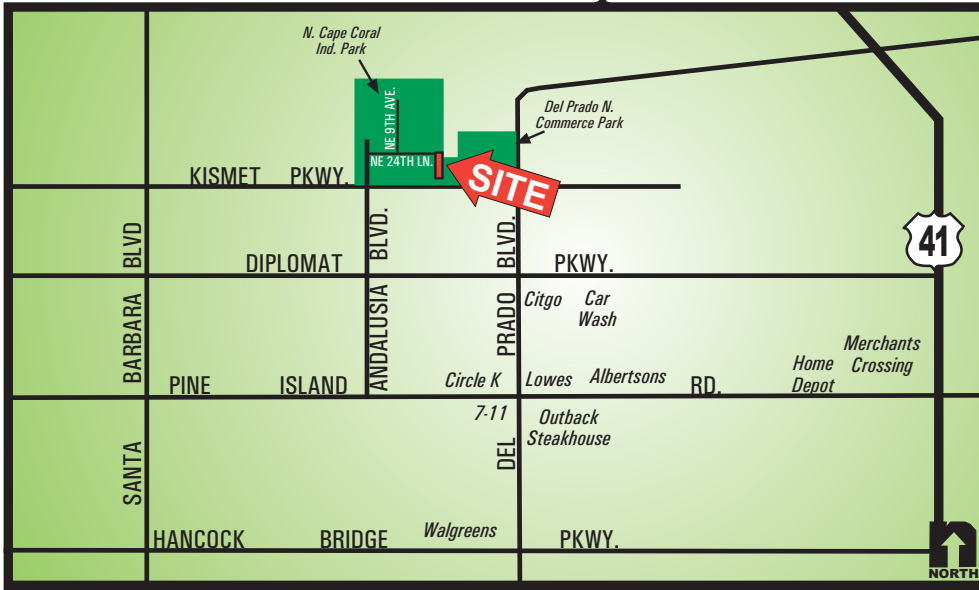 N. Cape Coral
Ind. Park
NE 9TH AVE.
Del Prado N.
Commerce Park
NE 24TH LN.
SITE
KISMET PKWY.
41
SANTA BARBARA BLVD
ANDALUSIA BLVD.
DEL PRADO BLVD.
DIPLOMAT PKWY.
Citgo
Car
Wash
Merchants
Crossing
Home
Depot
Circle K
Lowes
Albertsons
PINE ISLAND RD.
7-11
Outback
Steakhouse
Walgreens
HANCOCK BRIDGE PKWY.
NORTH